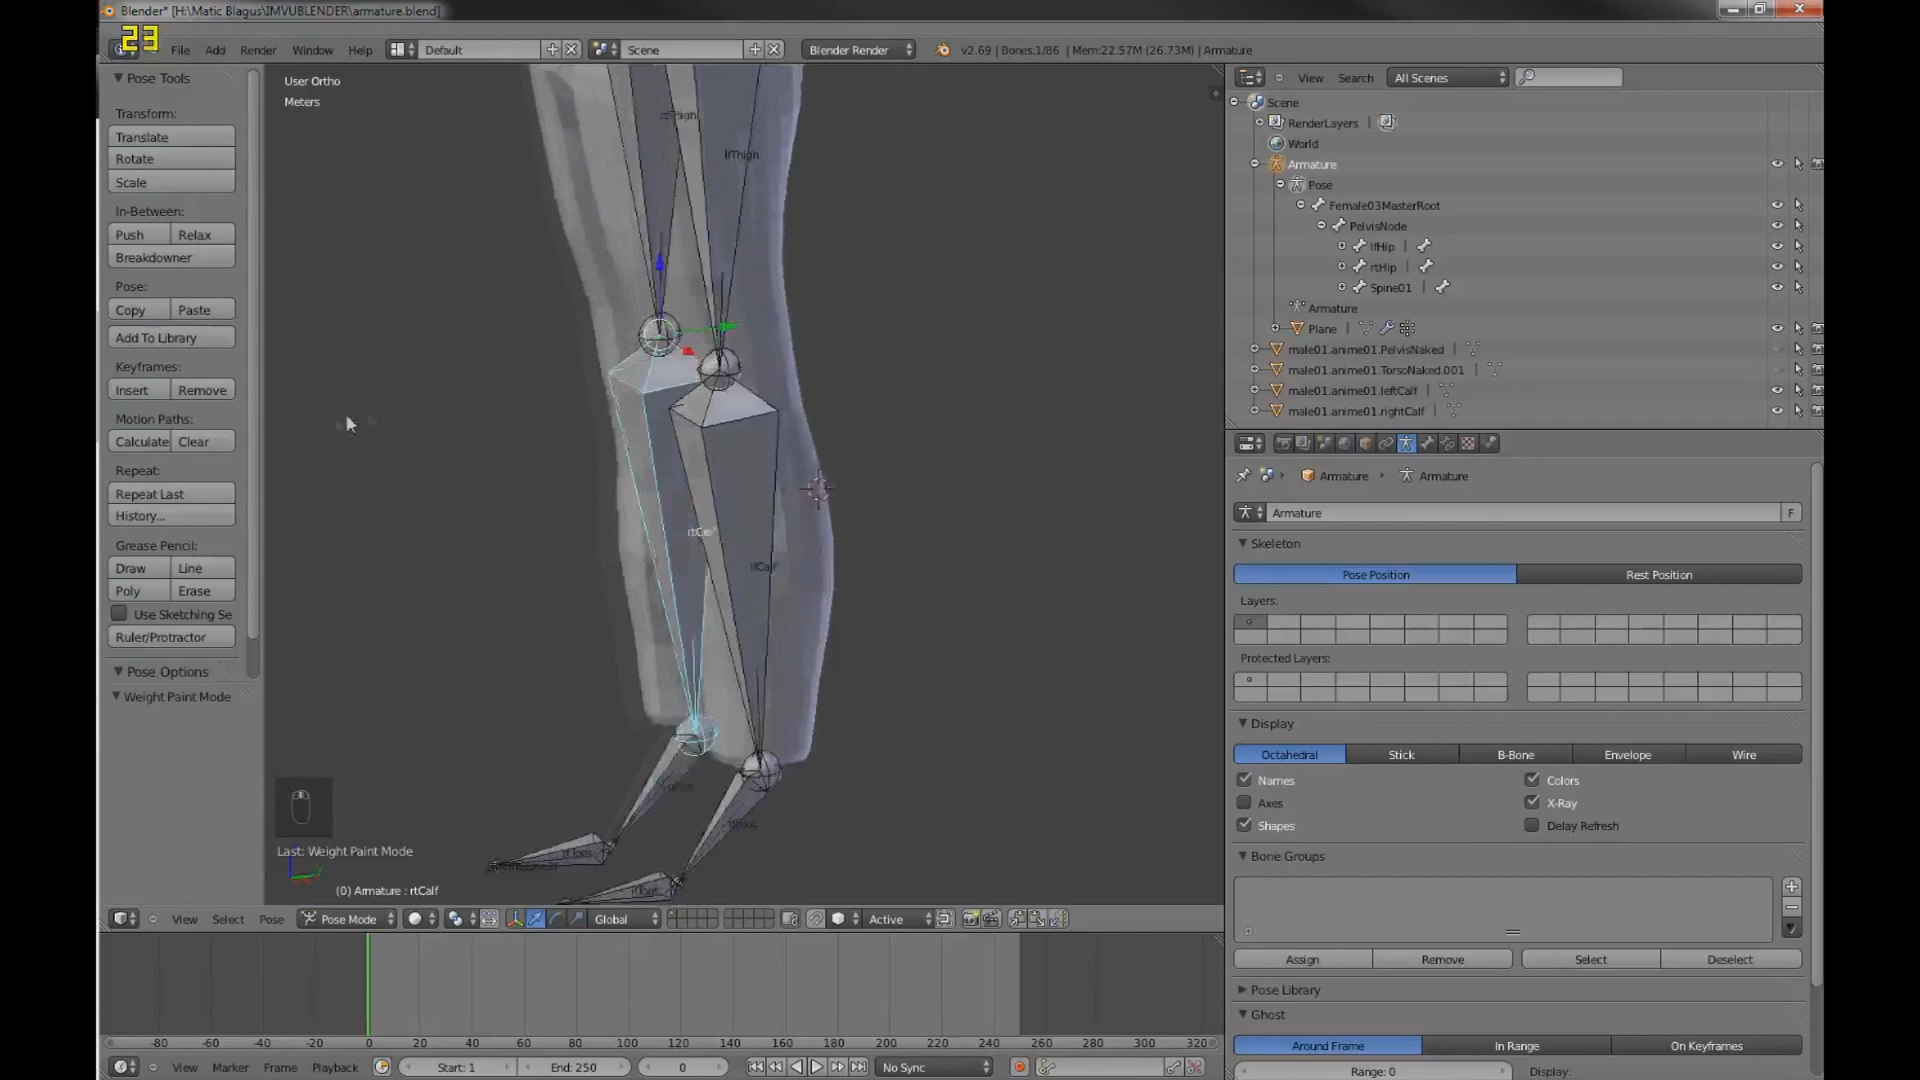 Blender* [H:\Matic Blagus\IMVUBLENDER\armature.blend]
23
File Add Render Window Help Default Scene Blender Render v2.69 | Bones:1/86 | Mem:22.57M (26.73M) | Armature
Pose Tools
Transform:
Translate
Rotate
Scale
In-Between:
Push Relax
Breakdowner
Pose:
Copy Paste
Add To Library
Keyframes:
Insert Remove
Motion Paths:
Calculate Clear
Repeat:
Repeat Last
History...
Grease Pencil:
Draw Line
Poly Erase
Use Sketching Se
Ruler/Protractor
Pose Options
Weight Paint Mode
User Ortho
Meters
lfThigh
lfCalf
Last: Weight Paint Mode
(0) Armature : rtCalf
View Select Pose Pose Mode Global Active
-80 -60 -40 -20 0 20 40 60 80 100 120 140 160 180 200 220 240 260 280 300 320
View Marker Frame Playback Start: 1 End: 250 0 No Sync
View Search All Scenes
Scene
RenderLayers
World
Armature
Pose
Female03MasterRoot
PelvisNode
lfHip
rtHip
Spine01
Armature
Plane
male01.anime01.PelvisNaked
male01.anime01.TorsoNaked.001
male01.anime01.leftCalf
male01.anime01.rightCalf
Armature Armature
Armature F
Skeleton
Pose Position Rest Position
Layers:
Protected Layers:
Display
Octahedral Stick B-Bone Envelope Wire
Names Colors
Axes X-Ray
Shapes Delay Refresh
Bone Groups
Assign Remove Select Deselect
Pose Library
Ghost
Around Frame In Range On Keyframes
Range: 0 Display: